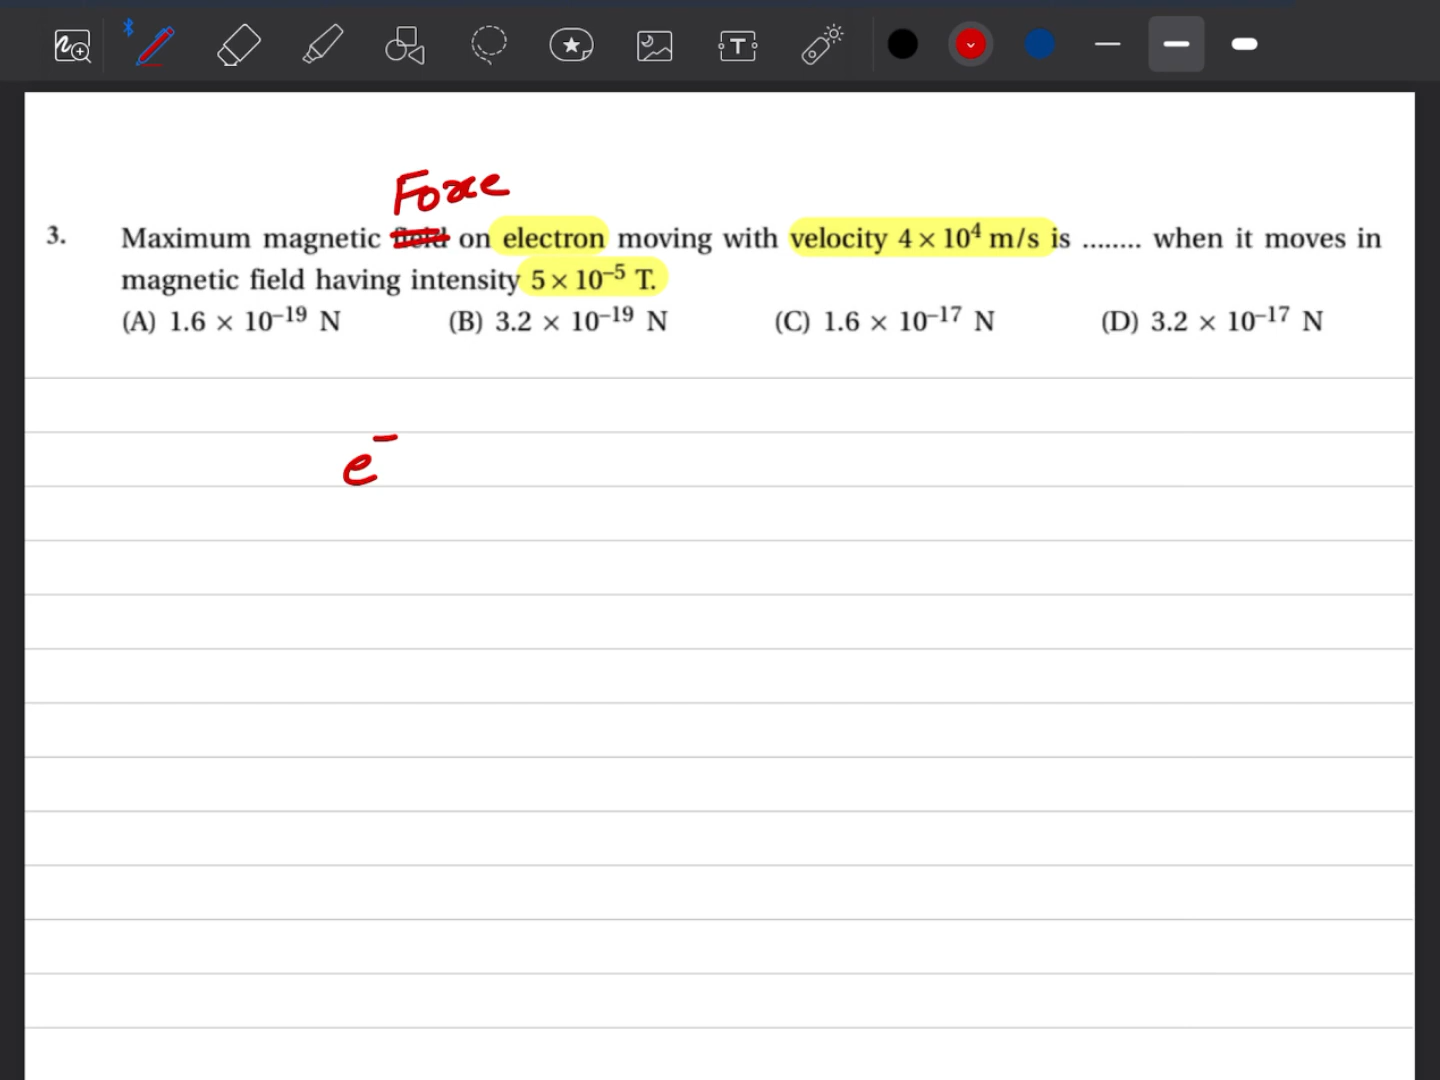 Force
3. Maximum magnetic field on electron moving with velocity 4 × 10⁴ m/s is ........ when it moves in
magnetic field having intensity 5 × 10⁻⁵ T.
(A) 1.6 × 10⁻¹⁹ N (B) 3.2 × 10⁻¹⁹ N (C) 1.6 × 10⁻¹⁷ N (D) 3.2 × 10⁻¹⁷ N
e⁻